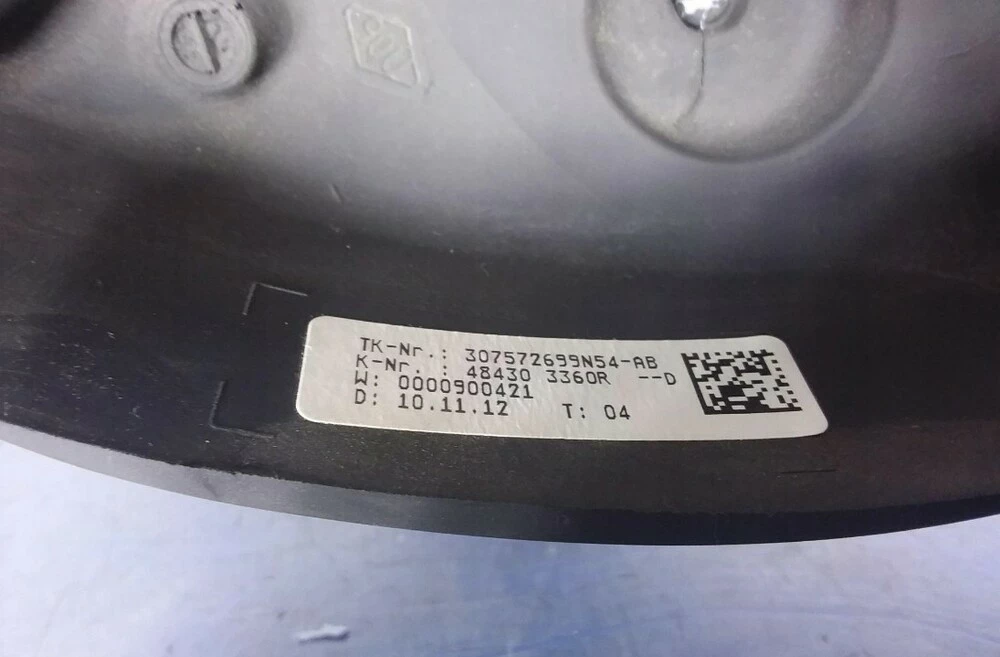 TK-Nr.: 307572699N54-AB
K-Nr. : 48430 3360R --D
W: 0000900421
D: 10.11.12 T: 04